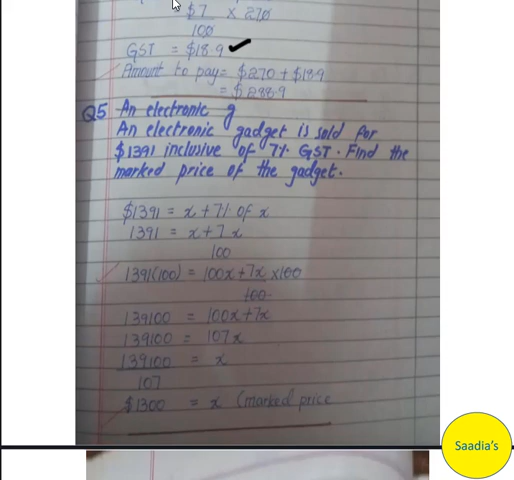 $7 × 270
100
GST = $18.9
Amount to pay = $270 + $18.9
= $288.9
Q5 An electronic g
An electronic gadget is sold for
$1391 inclusive of 7% GST. Find the
marked price of the gadget.
$1391 = x + 7% of x
1391 = x + 7 x
100
1391(100) = 100x + 7x × 100
100
139100 = 100x + 7x
139100 = 107x
139100 = x
107
$1300 = x (marked price
Saadia's